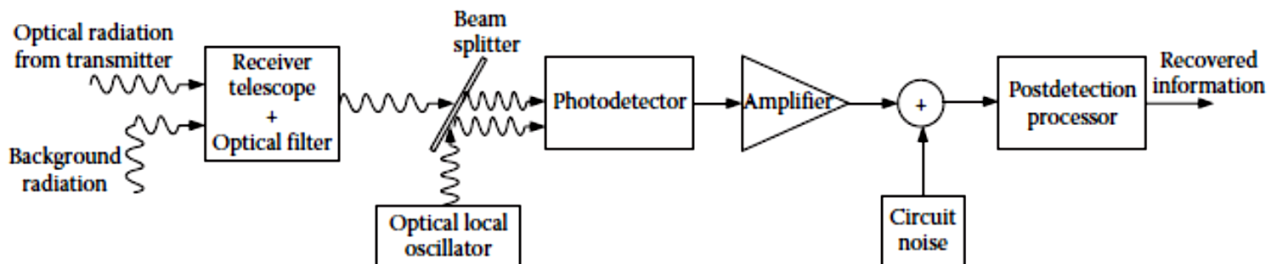 Optical radiation
from transmitter
Background
radiation
Receiver
telescope
+
Optical filter
Beam
splitter
Optical local
oscillator
Photodetector
Amplifier
+
Circuit
noise
Postdetection
processor
Recovered
information